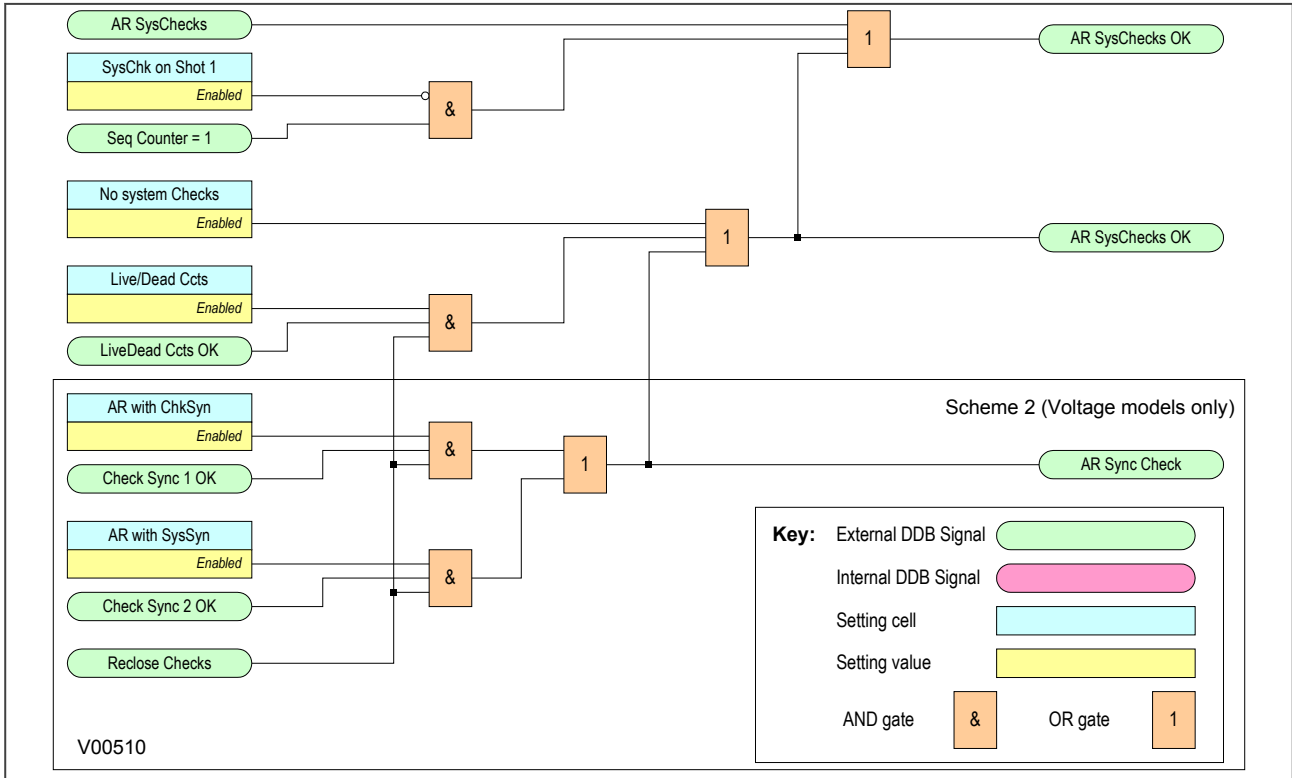 AR SysChecks
1
AR SysChecks OK
SysChk on Shot 1
Enabled
&
Seq Counter = 1
No system Checks
Enabled
1
AR SysChecks OK
Live/Dead Ccts
Enabled
&
LiveDead Ccts OK
Scheme 2 (Voltage models only)
AR with ChkSyn
Enabled
&
1
Check Sync 1 OK
AR Sync Check
AR with SysSyn
Enabled
&
Check Sync 2 OK
Reclose Checks
Key: External DDB Signal
Internal DDB Signal
Setting cell
Setting value
AND gate & OR gate 1
V00510